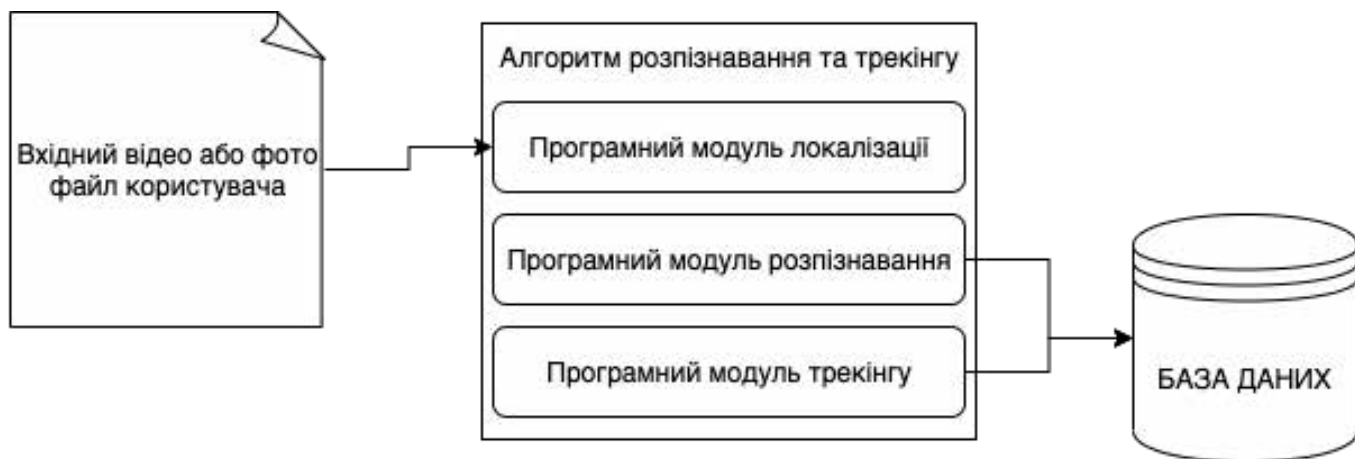 Вхідний відео або фото
файл користувача
Алгоритм розпізнавання та трекінгу
Програмний модуль локалізації
Програмний модуль розпізнавання
Програмний модуль трекінгу
БАЗА ДАНИХ